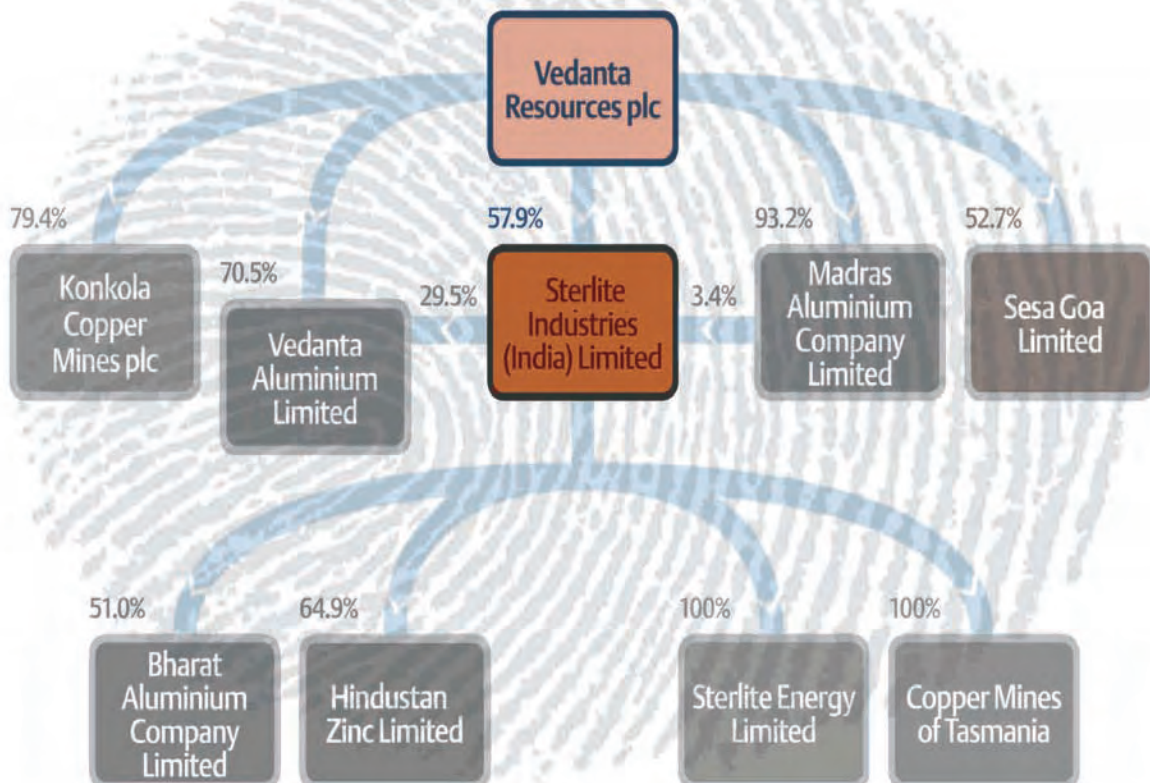 Vedanta
Resources plc
79.4%
57.9%
93.2%
52.7%
Konkola
Copper
Mines plc
70.5%
Vedanta
Aluminium
Limited
29.5%
Sterlite
Industries
(India) Limited
3.4%
Madras
Aluminium
Company
Limited
Sesa Goa
Limited
51.0%
64.9%
100%
100%
Bharat
Aluminium
Company
Limited
Hindustan
Zinc Limited
Sterlite Energy
Limited
Copper Mines
of Tasmania